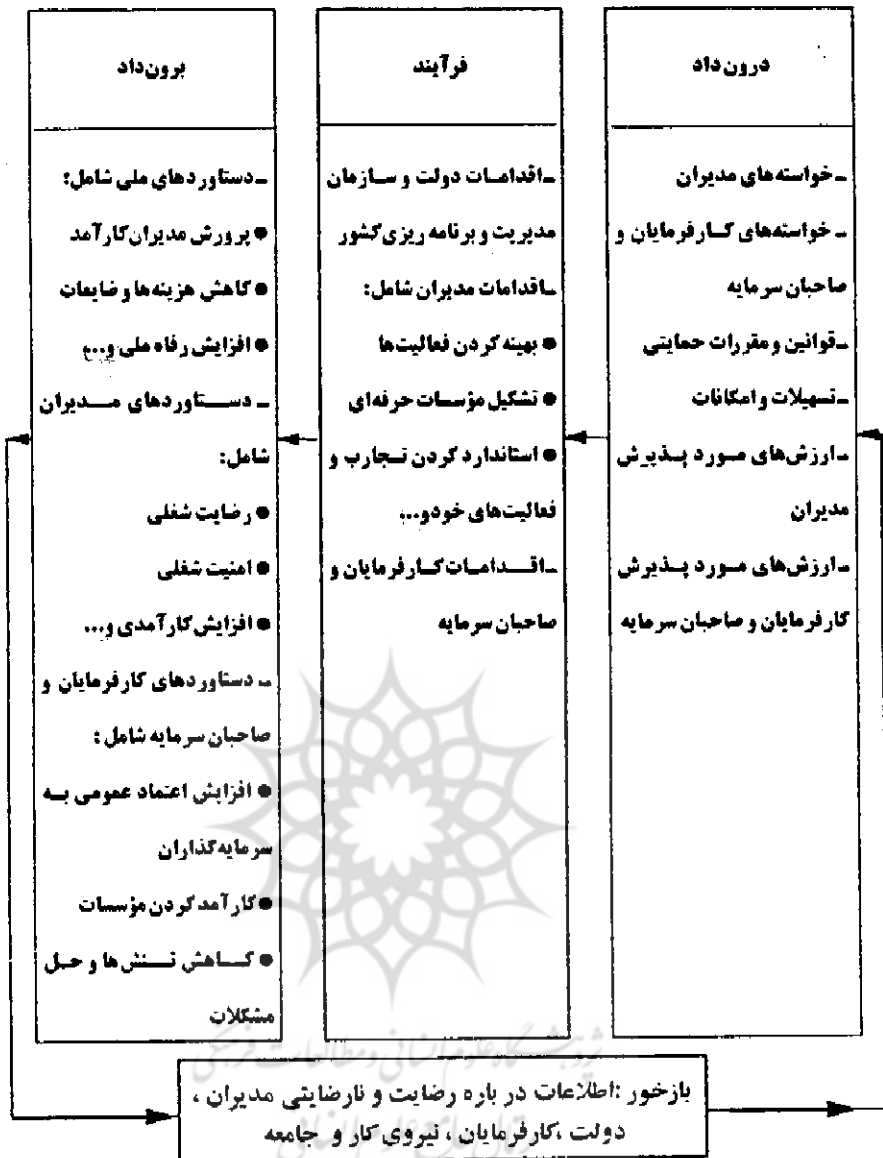 درون‌داد
ـ خواسته‌های مدیران
ـ خواسته‌های کارفرمایان و
صاحبان سرمایه
ـ قوانین و مقررات حمایتی
ـ تسهیلات و امکانات
ـ ارزش‌های مورد پذیرش
مدیران
ـ ارزش‌های مورد پذیرش
کارفرمایان و صاحبان سرمایه
فرآیند
ـ اقدامات دولت و سازمان
مدیریت و برنامه ریزی کشور
ـ اقدامات مدیران شامل:
● بهینه کردن فعالیت‌ها
● تشکیل مؤسسات حرفه‌ای
● استاندارد کردن تجارب و
فعالیت‌های خود و...
ـ اقدامات کارفرمایان و
صاحبان سرمایه
برون‌داد
ـ دستاوردهای ملی شامل:
● پرورش مدیران کارآمد
● کاهش هزینه‌ها و ضایعات
● افزایش رفاه ملی و...
ـ دستاوردهای مدیران
شامل:
● رضایت شغلی
● امنیت شغلی
● افزایش کارآمدی و...
ـ دستاوردهای کارفرمایان و
صاحبان سرمایه شامل:
● افزایش اعتماد عمومی به
سرمایه‌گذاران
● کارآمد کردن مؤسسات
● کاهش تنش‌ها و حل
مشکلات
پژوهشگاه علوم انسانی و مطالعات فرهنگی
بازخور: اطلاعات در باره رضایت و نارضایتی مدیران،
دولت، کارفرمایان، نیروی کار و جامعه